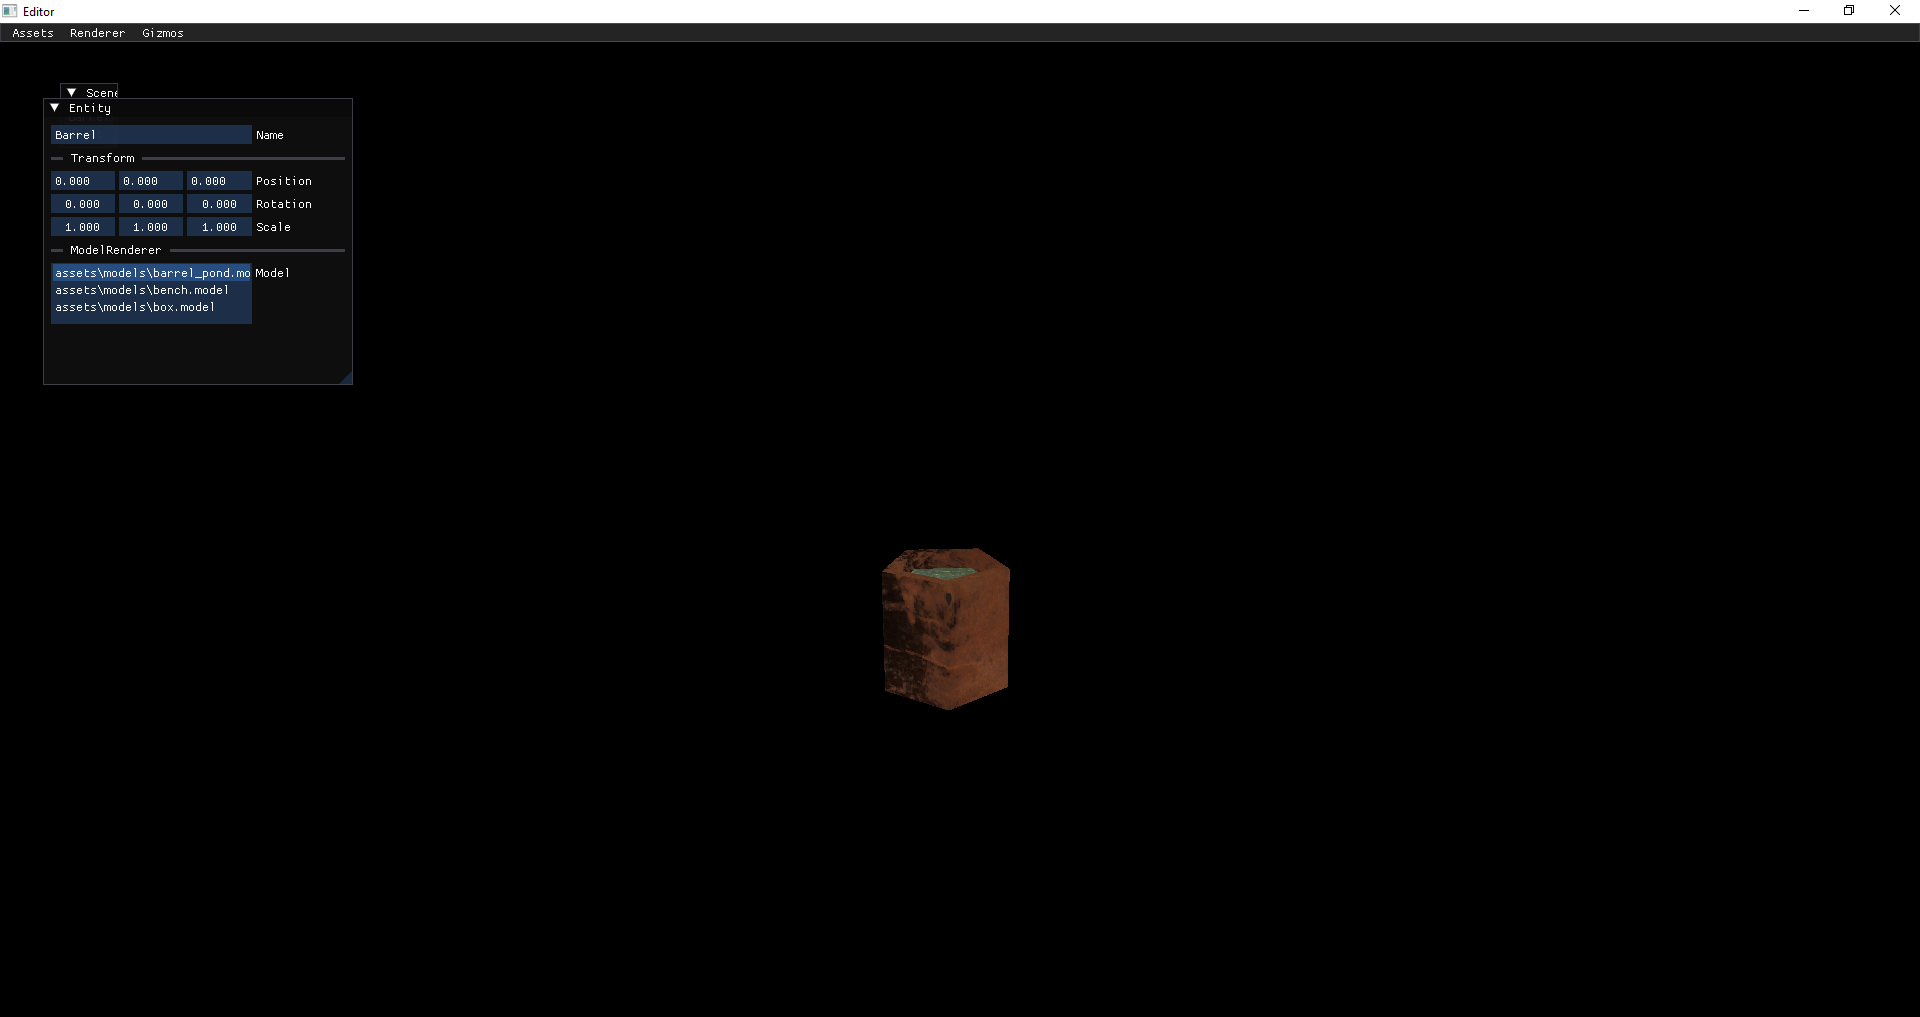 Editor
Assets Renderer Gizmos
Scene
Entity
Barrel Name
Transform
0.000 0.000 0.000 Position
0.000 0.000 0.000 Rotation
1.000 1.000 1.000 Scale
ModelRenderer
assets\models\barrel_pond.mo Model
assets\models\bench.model
assets\models\box.model